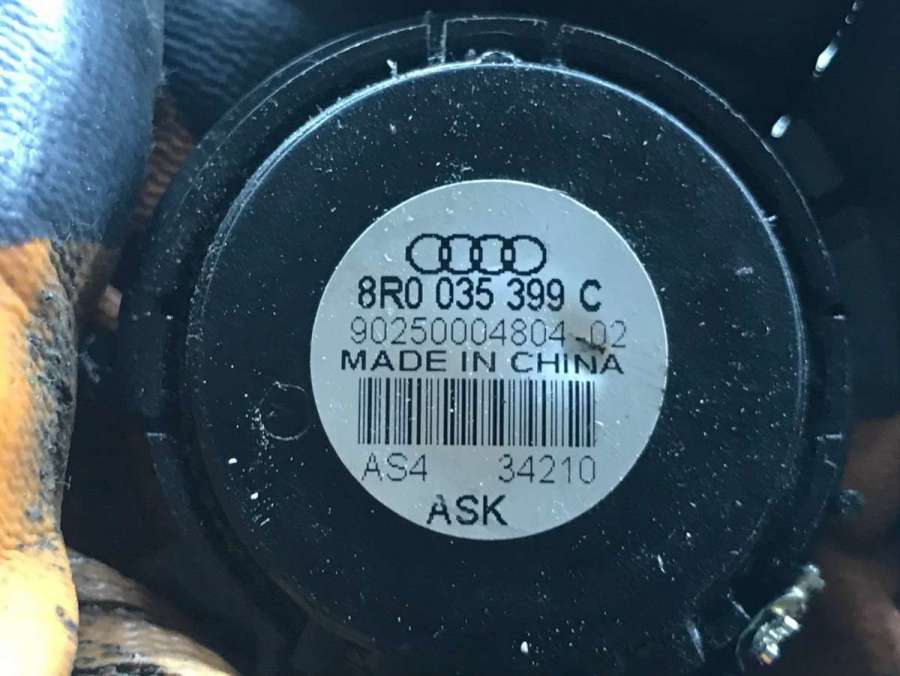 8R0 035 399 C
90250004804-02
MADE IN CHINA
AS4 34210
ASK